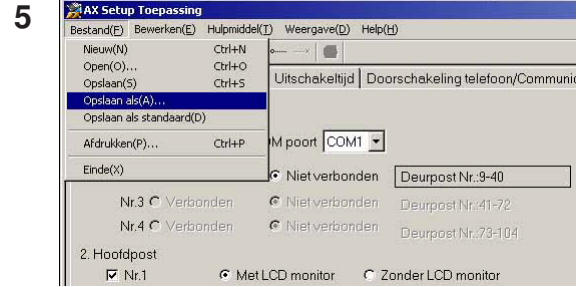 5
AX Setup Toepassing
Bestand(F) Bewerken(E) Hulpmiddel(T) Weergave(D) Help(H)
Nieuw(N) Ctrl+N
Open(O)... Ctrl+O
Opslaan(S) Ctrl+S
Opslaan als(A)...
Opslaan als standaard(D)
Afdrukken(P)... Ctrl+P
Einde(X)
Uitschakeltijd Doorschakeling telefoon/Communic
M poort COM1
Niet verbonden Deurpost Nr.:9-40
Nr.3 Verbonden Niet verbonden Deurpost Nr.:41-72
Nr.4 Verbonden Niet verbonden Deurpost Nr.:73-104
2. Hoofdpost
Nr.1 Met LCD monitor Zonder LCD monitor